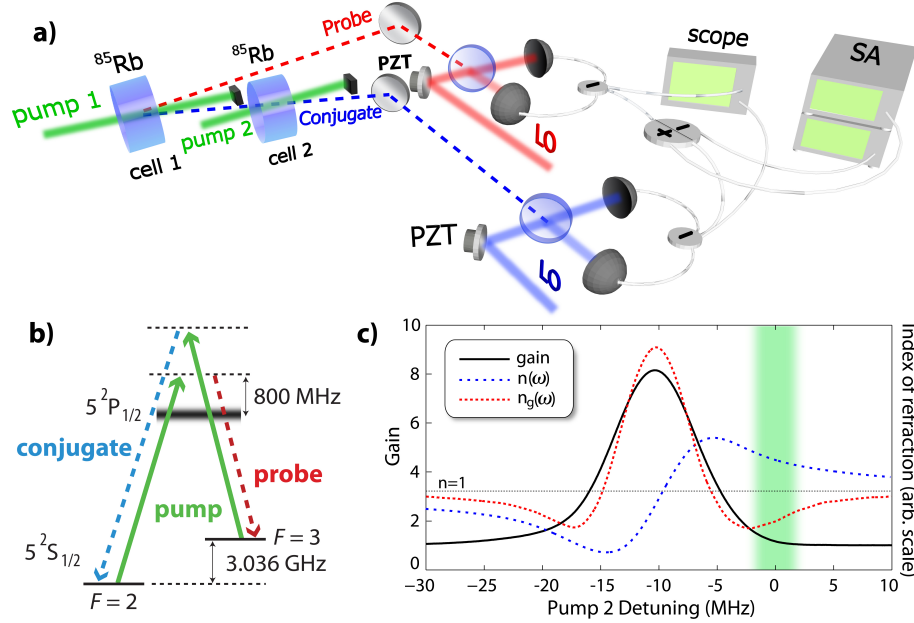 a)
Probe
85Rb
85Rb
PZT
scope
SA
pump 1
pump 2
Conjugate
cell 1
cell 2
LO
+ -
-
-
PZT
LO
b)
5 2P1/2
800 MHz
conjugate
probe
pump
5 2S1/2
F = 3
3.036 GHz
F = 2
c)
10
8
6
4
2
0
Gain
gain
n(ω)
ng(ω)
n=1
Index of refraction (arb. scale)
-30 -25 -20 -15 -10 -5 0 5 10
Pump 2 Detuning (MHz)